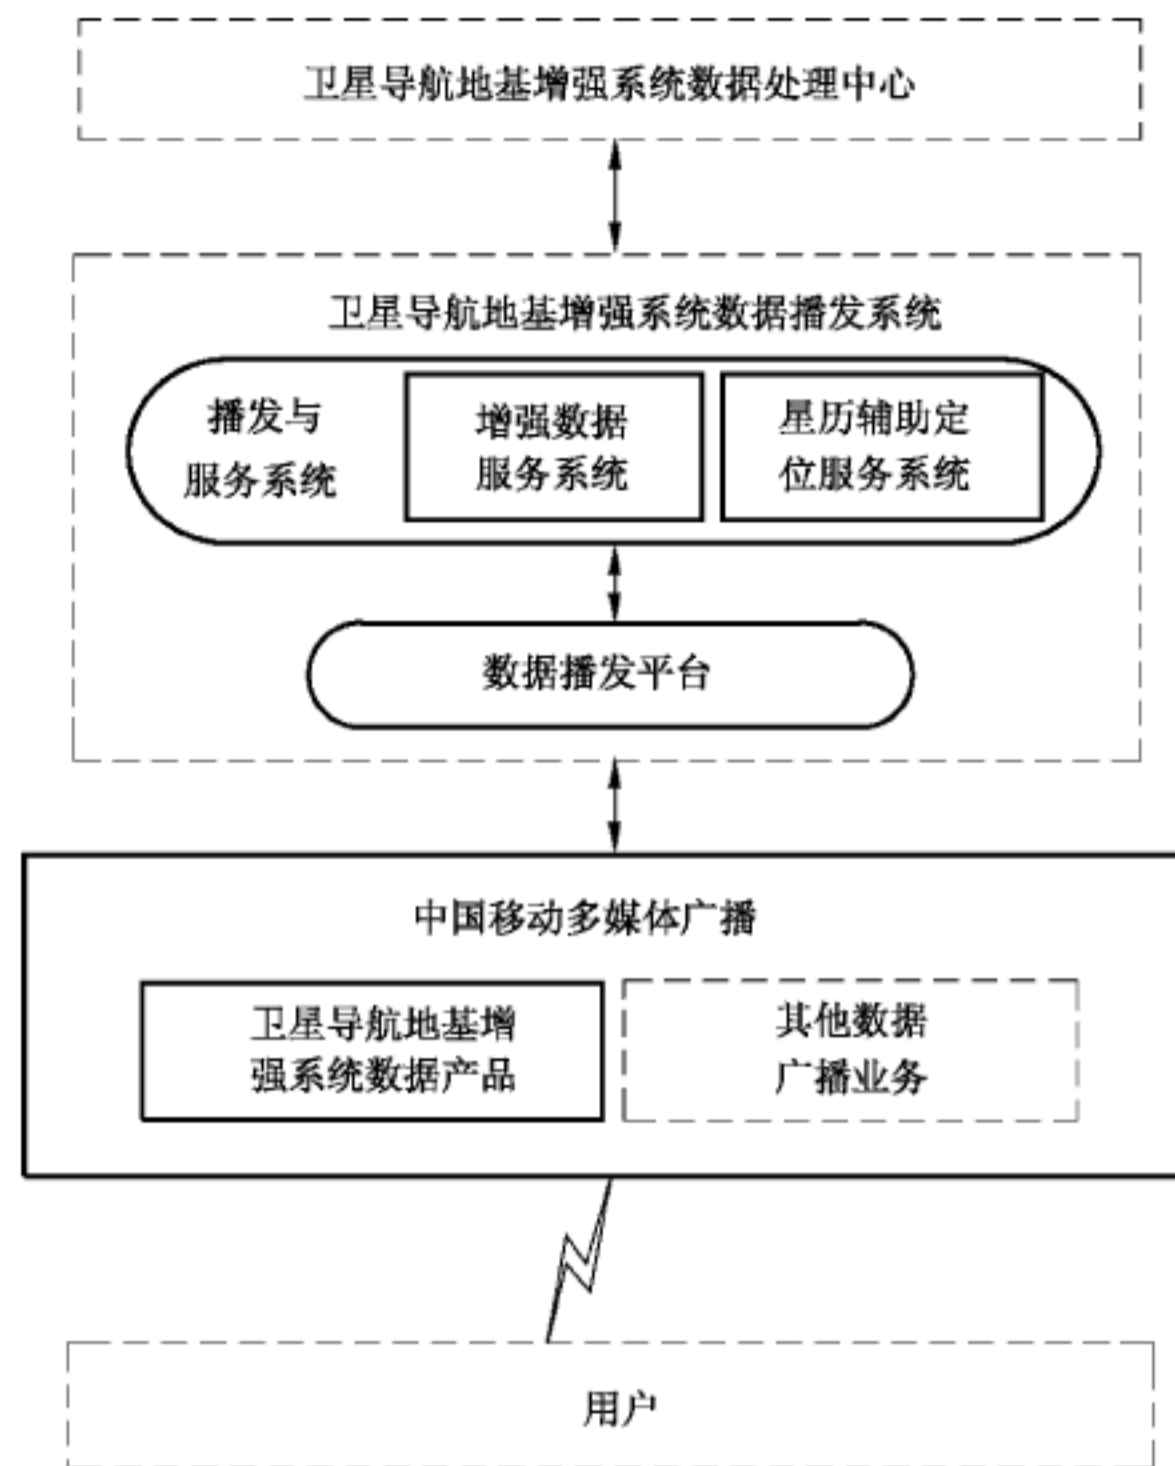 卫星导航地基增强系统数据处理中心
卫星导航地基增强系统数据播发系统
播发与
服务系统
增强数据
服务系统
星历辅助定
位服务系统
数据播发平台
中国移动多媒体广播
卫星导航地基增
强系统数据产品
其他数据
广播业务
用户